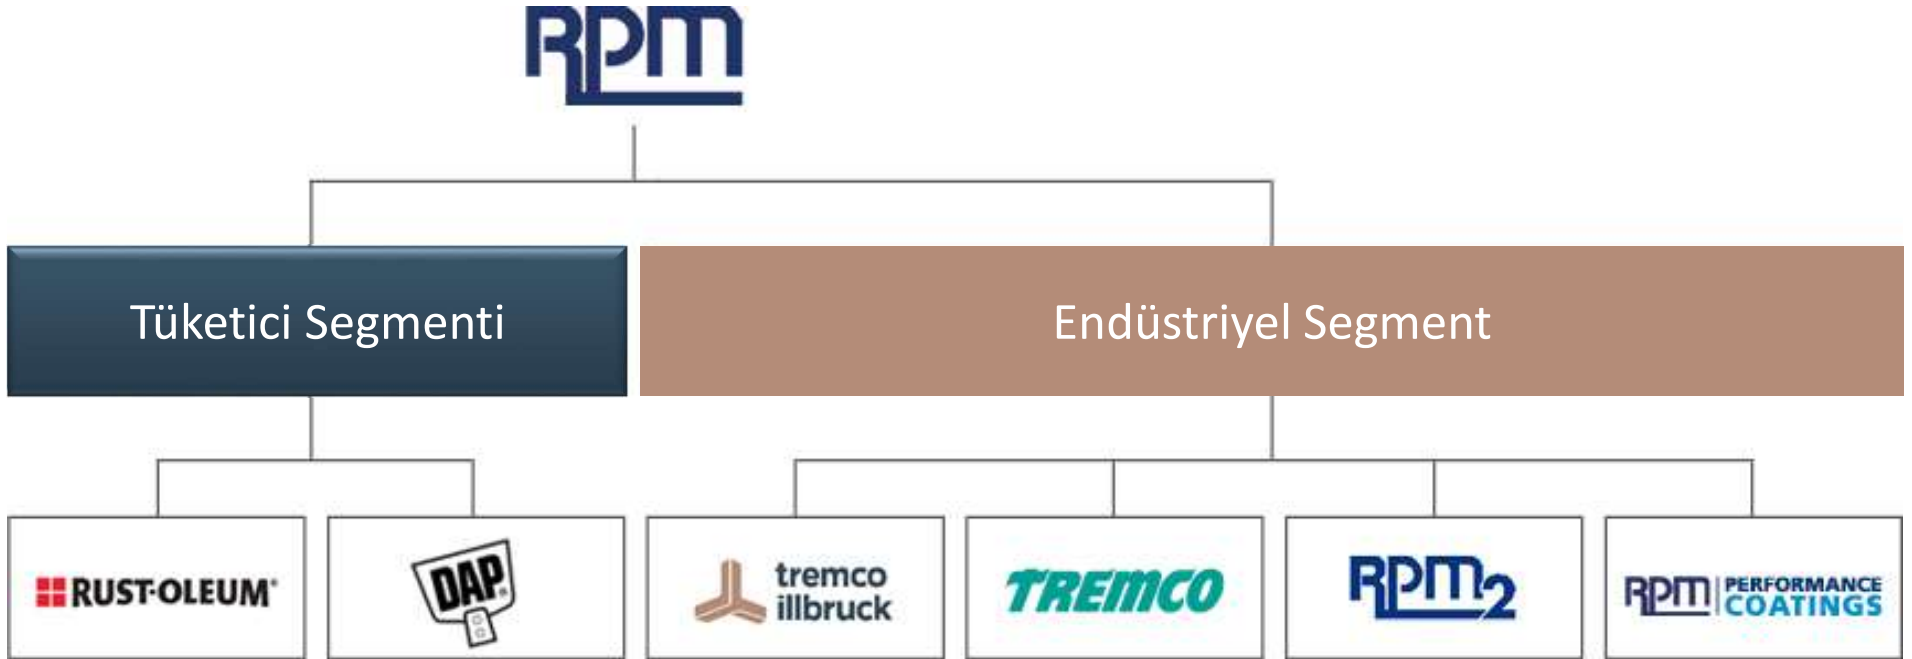 RPM
Tüketici Segmenti
Endüstriyel Segment
RUST-OLEUM®
DAP®
tremco
illbruck
TREMCO
RPM2
RPM PERFORMANCE
COATINGS